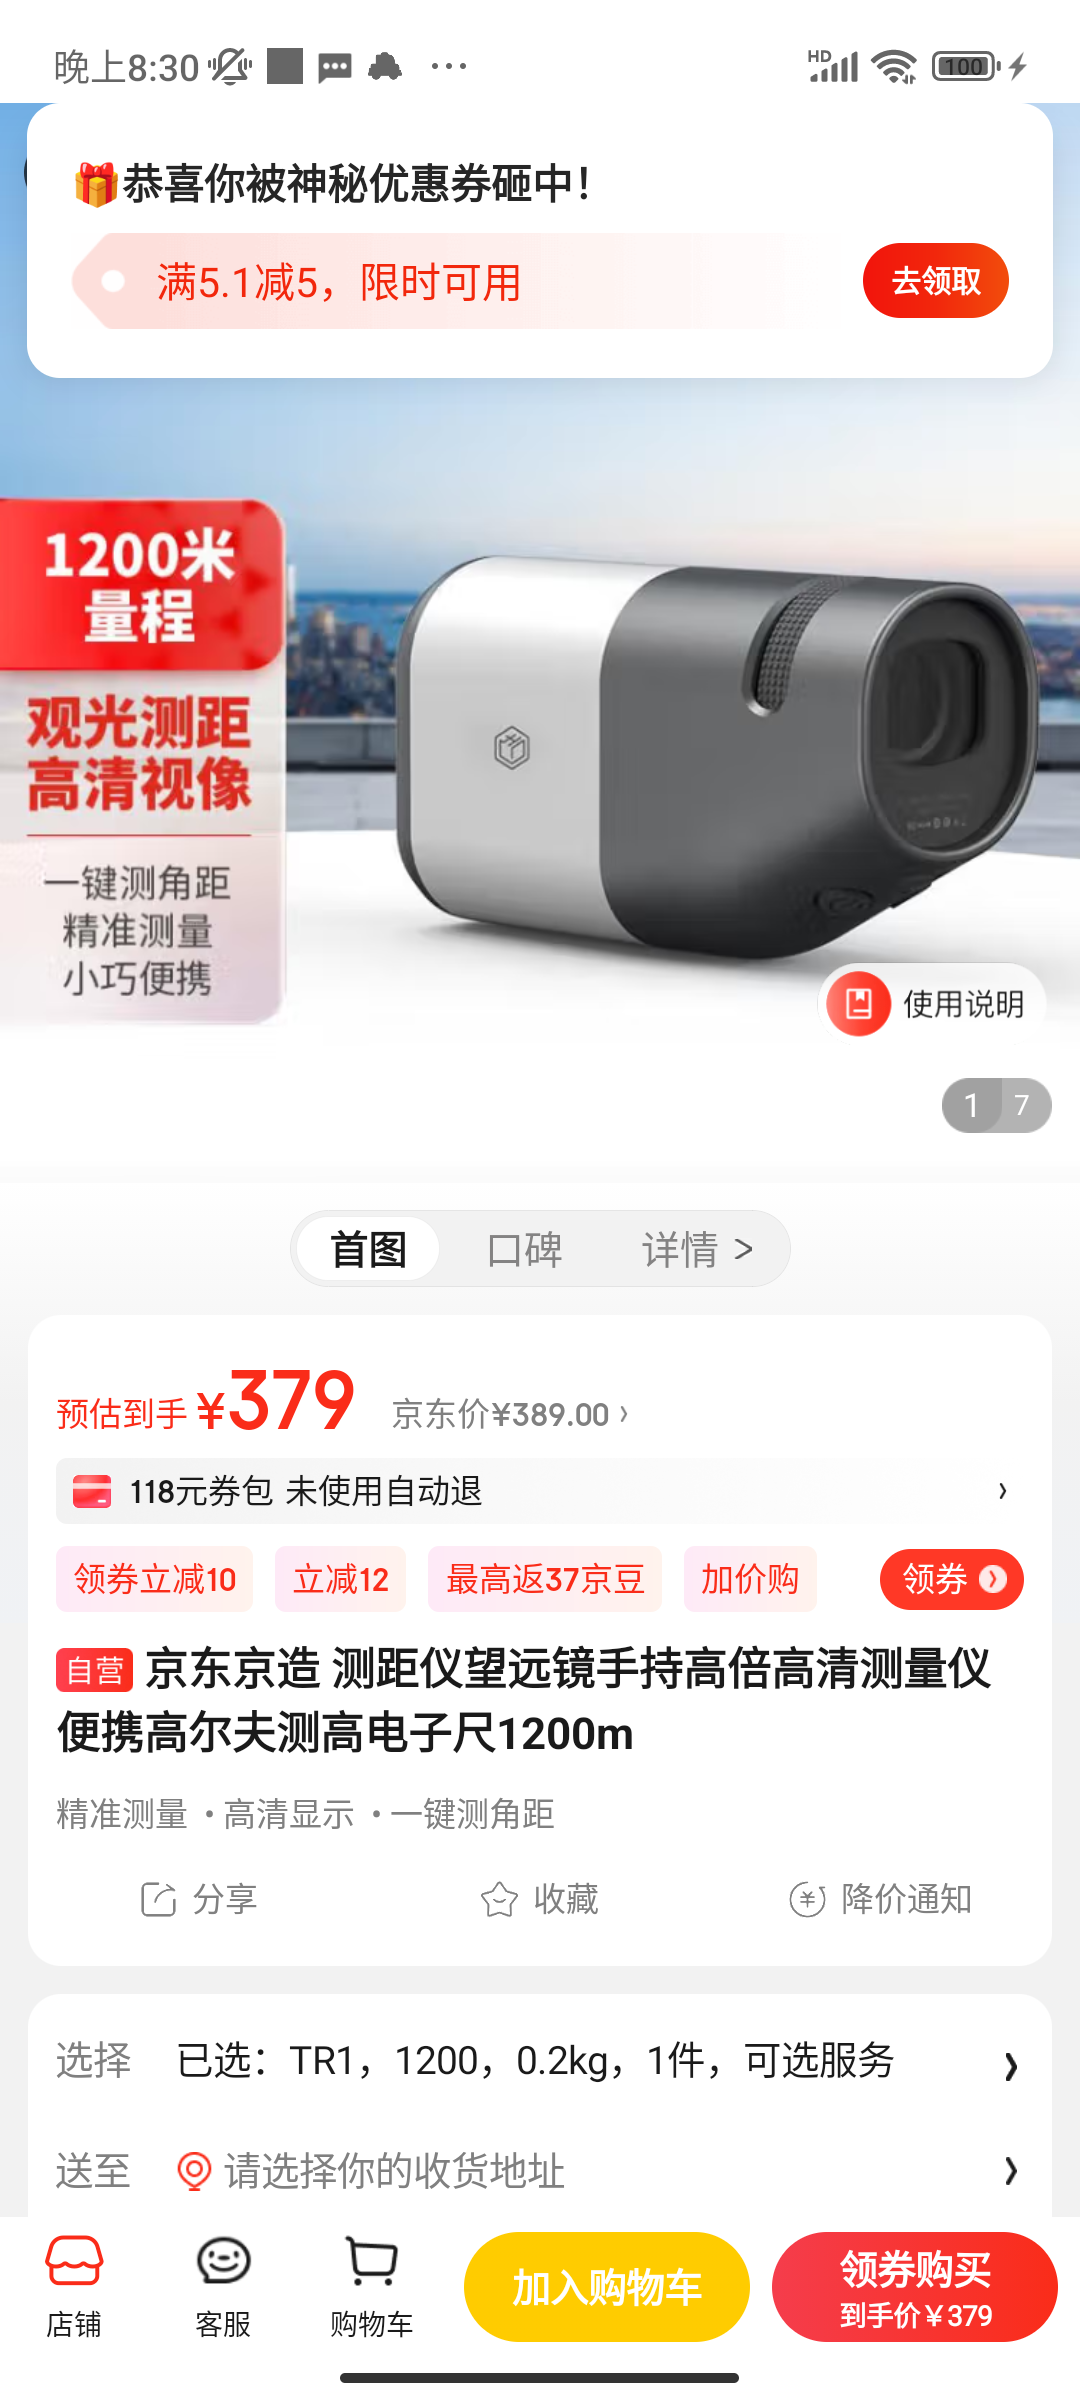 晚上8:30
HD
100
恭喜你被神秘优惠券砸中!
满5.1减5，限时可用
去领取
1200米
量程
观光测距
高清视像
一键测角距
精准测量
小巧便携
使用说明
1 7
首图 口碑 详情 >
预估到手 ¥379 京东价¥389.00 ›
118元券包 未使用自动退
领券立减10 立减12 最高返37京豆 加价购 领券
自营 京东京造 测距仪望远镜手持高倍高清测量仪
便携高尔夫测高电子尺1200m
精准测量 · 高清显示 · 一键测角距
分享 收藏 降价通知
选择 已选：TR1，1200，0.2kg，1件，可选服务
送至 请选择你的收货地址
店铺 客服 购物车 加入购物车 领券购买
到手价¥379